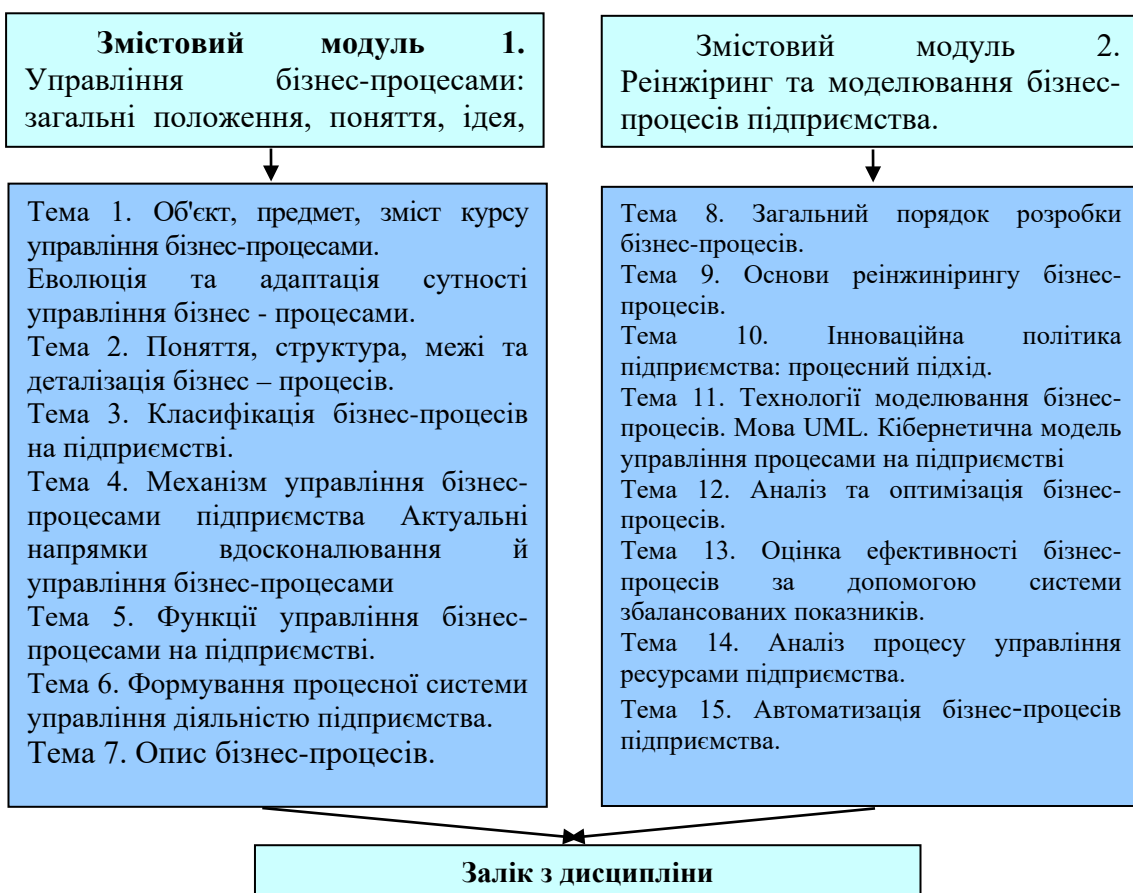 Змістовий модуль 1.
Управління бізнес-процесами:
загальні положення, поняття, ідея,
Тема 1. Об'єкт, предмет, зміст курсу
управління бізнес-процесами.
Еволюція та адаптація сутності
управління бізнес - процесами.
Тема 2. Поняття, структура, межі та
деталізація бізнес – процесів.
Тема 3. Класифікація бізнес-процесів
на підприємстві.
Тема 4. Механізм управління бізнес-
процесами підприємства Актуальні
напрямки вдосконалювання й
управління бізнес-процесами
Тема 5. Функції управління бізнес-
процесами на підприємстві.
Тема 6. Формування процесної системи
управління діяльністю підприємства.
Тема 7. Опис бізнес-процесів.
Змістовий модуль 2.
Реінжіринг та моделювання бізнес-
процесів підприємства.
Тема 8. Загальний порядок розробки
бізнес-процесів.
Тема 9. Основи реінжинірингу бізнес-
процесів.
Тема 10. Інноваційна політика
підприємства: процесний підхід.
Тема 11. Технології моделювання бізнес-
процесів. Мова UML. Кібернетична модель
управління процесами на підприємстві
Тема 12. Аналіз та оптимізація бізнес-
процесів.
Тема 13. Оцінка ефективності бізнес-
процесів за допомогою системи
збалансованих показників.
Тема 14. Аналіз процесу управління
ресурсами підприємства.
Тема 15. Автоматизація бізнес-процесів
підприємства.
Залік з дисципліни